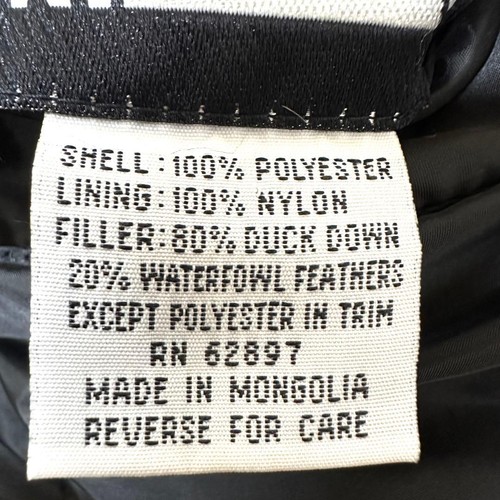 SHELL: 100% POLYESTER
LINING: 100% NYLON
FILLER: 80% DUCK DOWN
20% WATERFOWL FEATHERS
EXCEPT POLYESTER IN TRIM
RN 62897
MADE IN MONGOLIA
REVERSE FOR CARE